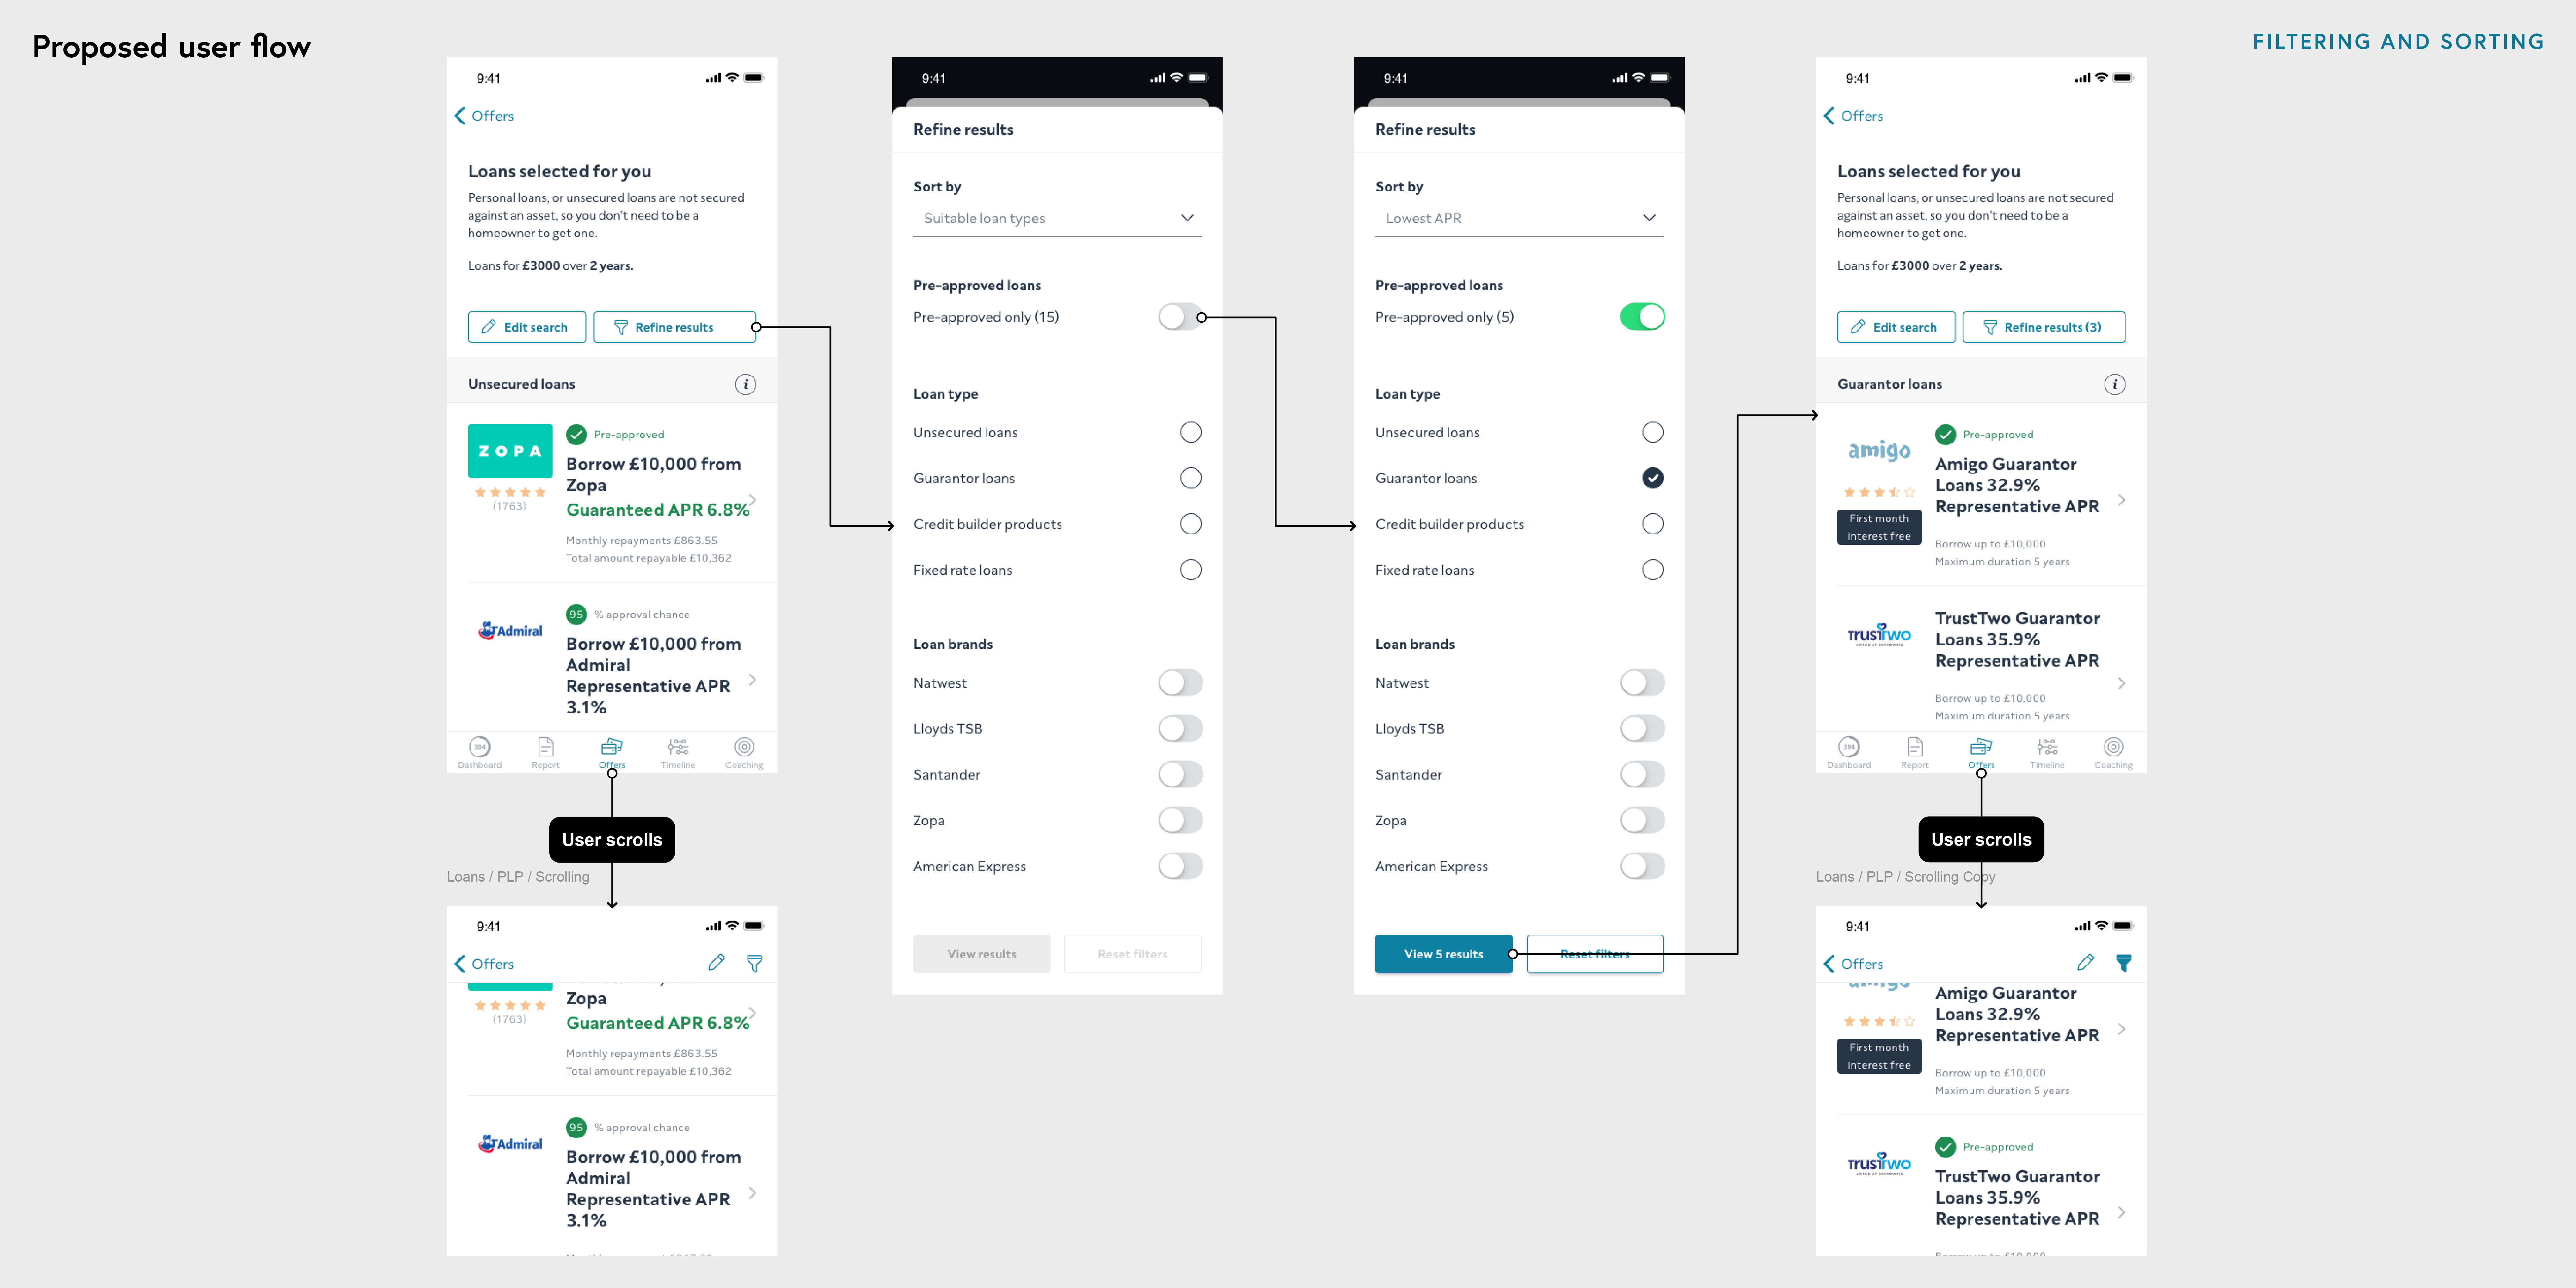 Proposed user flow
FILTERING AND SORTING
9:41
Offers
Loans selected for you
Personal loans, or unsecured loans are not secured
against an asset, so you don't need to be a
homeowner to get one.
Loans for £3000 over 2 years.
Edit search
Refine results
Unsecured loans
i
ZOPA
(1763)
Pre-approved
Borrow £10,000 from
Zopa
Guaranteed APR 6.8%
Monthly repayments £863.55
Total amount repayable £10,362
Admiral
95 % approval chance
Borrow £10,000 from
Admiral
Representative APR
3.1%
394
Dashboard
Report
Offers
Timeline
Coaching
User scrolls
Loans / PLP / Scrolling
9:41
Offers
Zopa
(1763)
Guaranteed APR 6.8%
Monthly repayments £863.55
Total amount repayable £10,362
Admiral
95 % approval chance
Borrow £10,000 from
Admiral
Representative APR
3.1%
9:41
Refine results
Sort by
Suitable loan types
Pre-approved loans
Pre-approved only (15)
Loan type
Unsecured loans
Guarantor loans
Credit builder products
Fixed rate loans
Loan brands
Natwest
Lloyds TSB
Santander
Zopa
American Express
View results
Reset filters
9:41
Refine results
Sort by
Lowest APR
Pre-approved loans
Pre-approved only (5)
Loan type
Unsecured loans
Guarantor loans
Credit builder products
Fixed rate loans
Loan brands
Natwest
Lloyds TSB
Santander
Zopa
American Express
View 5 results
Reset filters
9:41
Offers
Loans selected for you
Personal loans, or unsecured loans are not secured
against an asset, so you don't need to be a
homeowner to get one.
Loans for £3000 over 2 years.
Edit search
Refine results (3)
Guarantor loans
i
amigo
First month
interest free
Pre-approved
Amigo Guarantor
Loans 32.9%
Representative APR
Borrow up to £10,000
Maximum duration 5 years
TrustTwo
TrustTwo Guarantor
Loans 35.9%
Representative APR
Borrow up to £10,000
Maximum duration 5 years
394
Dashboard
Report
Offers
Timeline
Coaching
User scrolls
Loans / PLP / Scrolling Copy
9:41
Offers
amigo
First month
interest free
Amigo Guarantor
Loans 32.9%
Representative APR
Borrow up to £10,000
Maximum duration 5 years
TrustTwo
Pre-approved
TrustTwo Guarantor
Loans 35.9%
Representative APR
Borrow up to £10,000